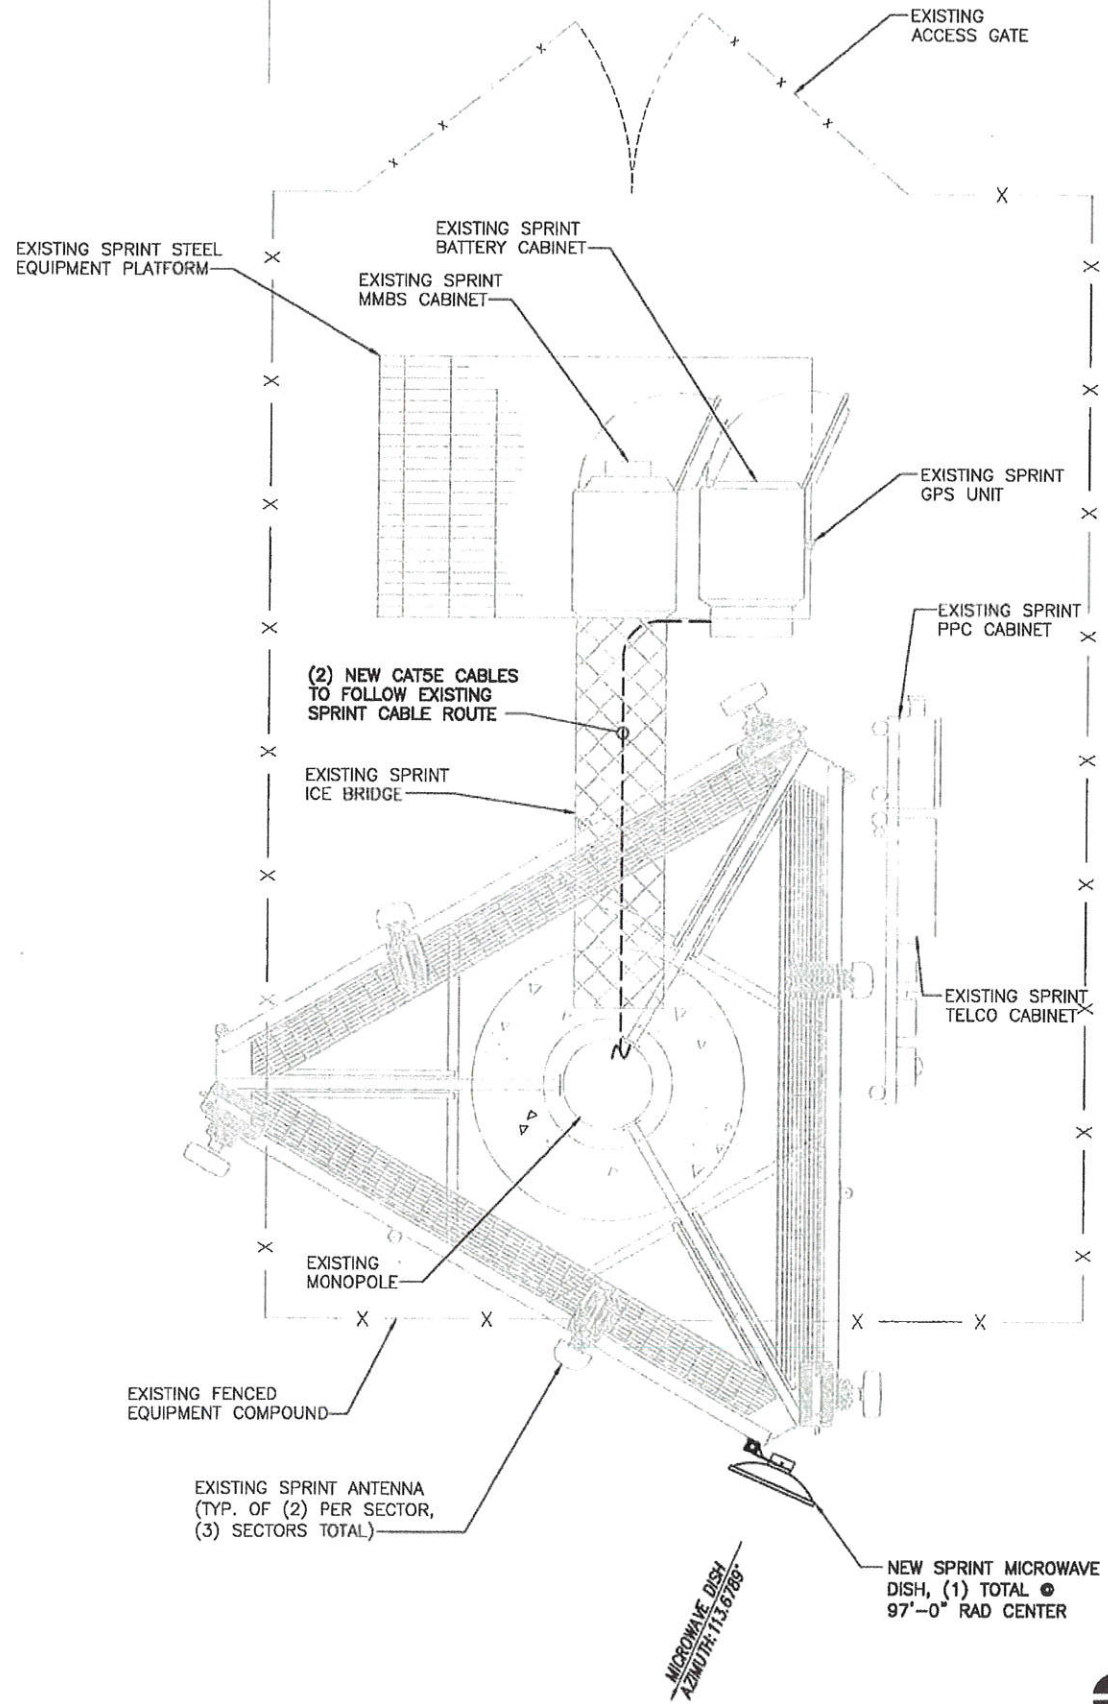 EXISTING
ACCESS GATE
EXISTING SPRINT
BATTERY CABINET
EXISTING SPRINT STEEL
EQUIPMENT PLATFORM
EXISTING SPRINT
MMBS CABINET
EXISTING SPRINT
GPS UNIT
EXISTING SPRINT
PPC CABINET
(2) NEW CAT5E CABLES
TO FOLLOW EXISTING
SPRINT CABLE ROUTE
EXISTING SPRINT
ICE BRIDGE
EXISTING SPRINT
TELCO CABINET
EXISTING
MONOPOLE
EXISTING FENCED
EQUIPMENT COMPOUND
EXISTING SPRINT ANTENNA
(TYP. OF (2) PER SECTOR,
(3) SECTORS TOTAL)
NEW SPRINT MICROWAVE
DISH, (1) TOTAL @
97'-0" RAD CENTER
MICROWAVE DISH
AZIMUTH: 113.6789°